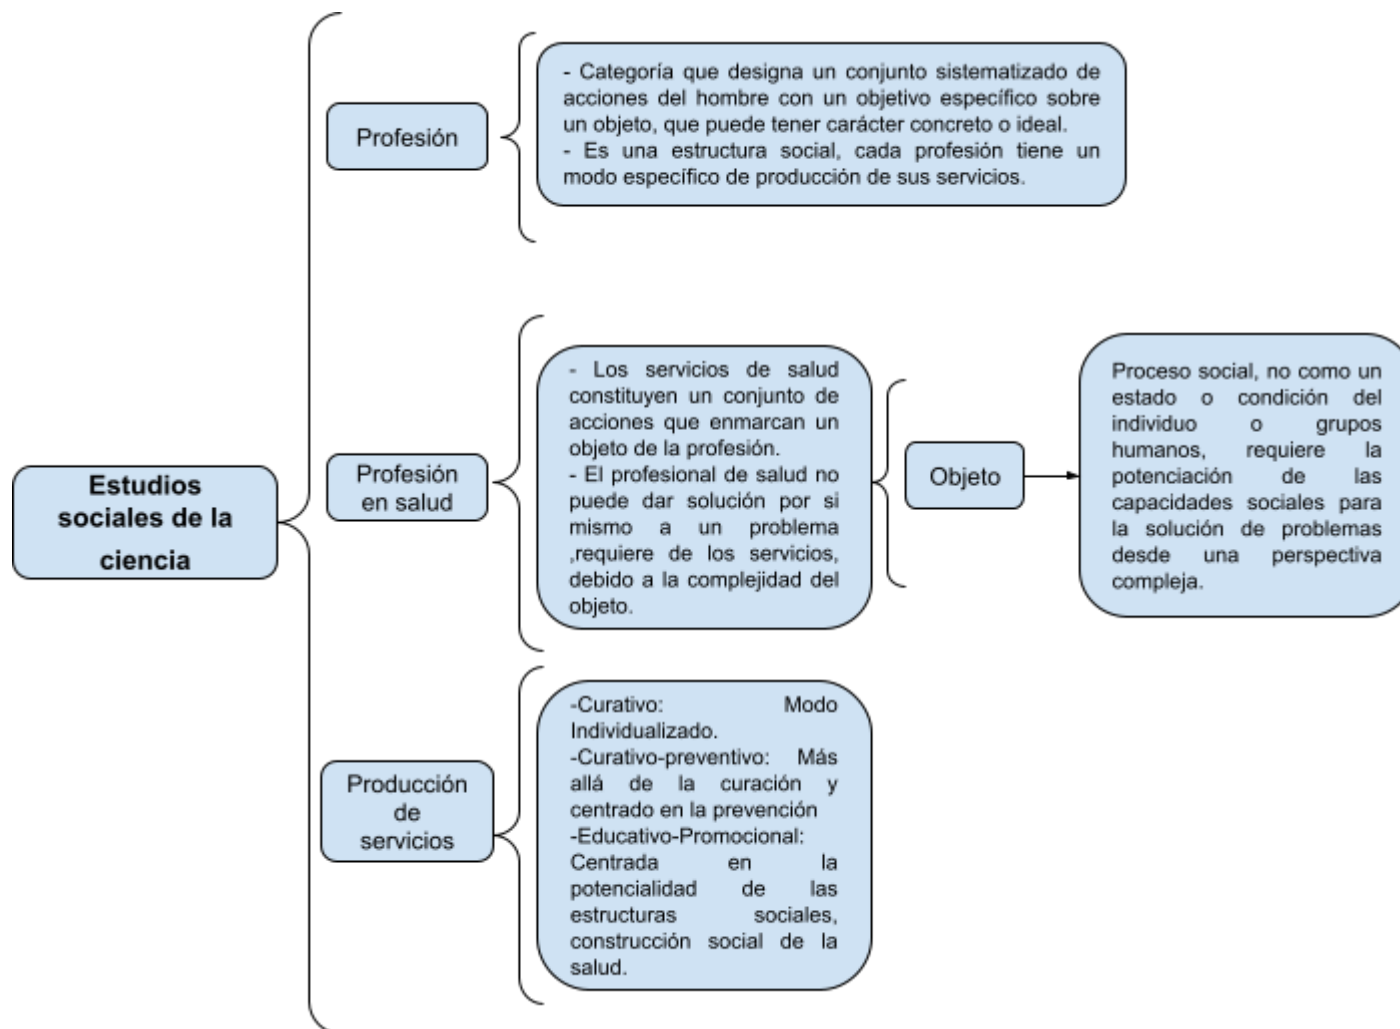 Estudios
sociales de la
ciencia
Profesión
- Categoría que designa un conjunto sistematizado de
acciones del hombre con un objetivo específico sobre
un objeto, que puede tener carácter concreto o ideal.
- Es una estructura social, cada profesión tiene un
modo específico de producción de sus servicios.
Profesión
en salud
- Los servicios de salud
constituyen un conjunto de
acciones que enmarcan un
objeto de la profesión.
- El profesional de salud no
puede dar solución por si
mismo a un problema
,requiere de los servicios,
debido a la complejidad del
objeto.
Objeto
Proceso social, no como un
estado o condición del
individuo o grupos
humanos, requiere la
potenciación de las
capacidades sociales para
la solución de problemas
desde una perspectiva
compleja.
Producción
de
servicios
-Curativo: Modo
Individualizado.
-Curativo-preventivo: Más
allá de la curación y
centrado en la prevención
-Educativo-Promocional:
Centrada en la
potencialidad de las
estructuras sociales,
construcción social de la
salud.